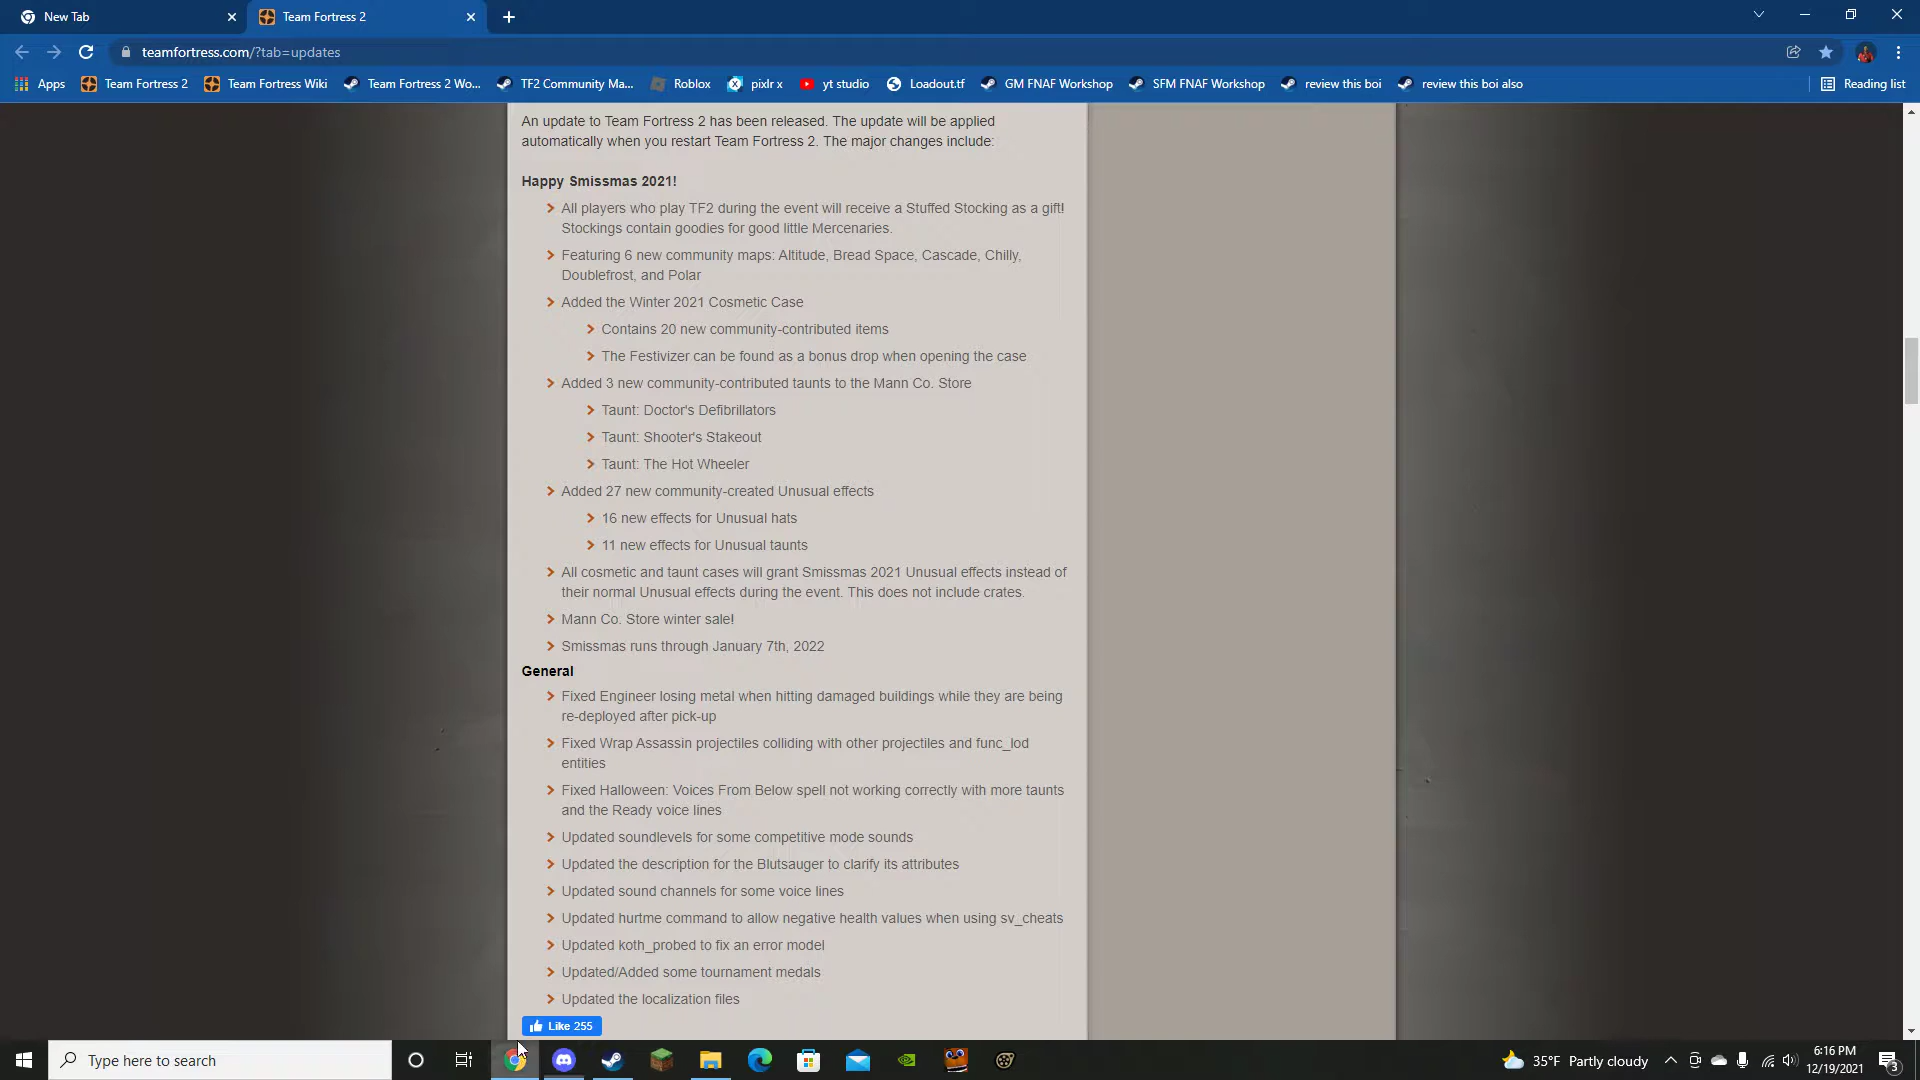 New Tab
Team Fortress 2
teamfortress.com/?tab=updates
Apps
Team Fortress 2
Team Fortress Wiki
Team Fortress 2 Wo...
TF2 Community Ma...
Roblox
pixlr x
yt studio
Loadout.tf
GM FNAF Workshop
SFM FNAF Workshop
review this boi
review this boi also
Reading list
An update to Team Fortress 2 has been released. The update will be applied
automatically when you restart Team Fortress 2. The major changes include:
Happy Smissmas 2021!
All players who play TF2 during the event will receive a Stuffed Stocking as a gift!
Stockings contain goodies for good little Mercenaries.
Featuring 6 new community maps: Altitude, Bread Space, Cascade, Chilly,
Doublefrost, and Polar
Added the Winter 2021 Cosmetic Case
Contains 20 new community-contributed items
The Festivizer can be found as a bonus drop when opening the case
Added 3 new community-contributed taunts to the Mann Co. Store
Taunt: Doctor's Defibrillators
Taunt: Shooter's Stakeout
Taunt: The Hot Wheeler
Added 27 new community-created Unusual effects
16 new effects for Unusual hats
11 new effects for Unusual taunts
All cosmetic and taunt cases will grant Smissmas 2021 Unusual effects instead of
their normal Unusual effects during the event. This does not include crates.
Mann Co. Store winter sale!
Smissmas runs through January 7th, 2022
General
Fixed Engineer losing metal when hitting damaged buildings while they are being
re-deployed after pick-up
Fixed Wrap Assassin projectiles colliding with other projectiles and func_lod
entities
Fixed Halloween: Voices From Below spell not working correctly with more taunts
and the Ready voice lines
Updated soundlevels for some competitive mode sounds
Updated the description for the Blutsauger to clarify its attributes
Updated sound channels for some voice lines
Updated hurtme command to allow negative health values when using sv_cheats
Updated koth_probed to fix an error model
Updated/Added some tournament medals
Updated the localization files
Like 255
Type here to search
35°F Partly cloudy
6:16 PM
12/19/2021
3